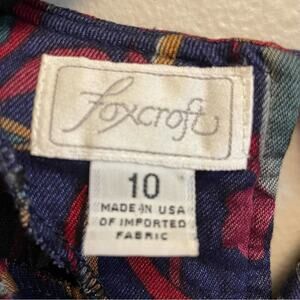 foxcroft
10
MADE IN USA
OF IMPORTED
FABRIC